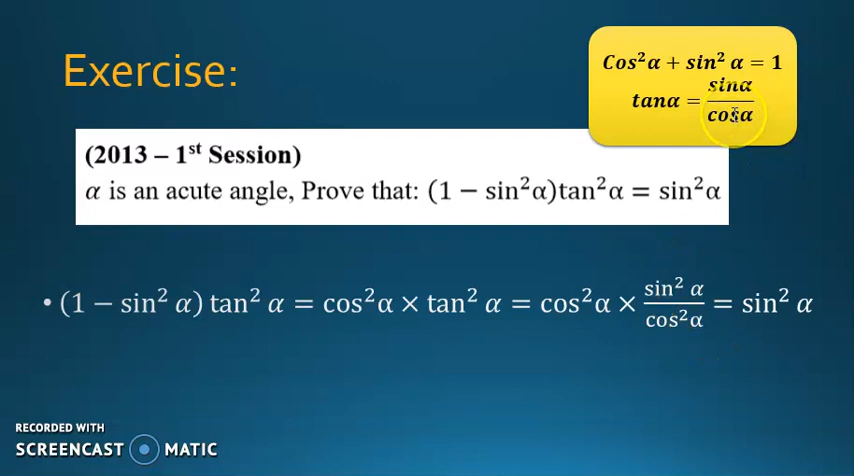 Exercise:
Cos²α + sin² α = 1
tanα = sinα/cosα
(2013 – 1st Session)
α is an acute angle, Prove that: (1 − sin²α)tan²α = sin²α
• (1 − sin² α) tan² α = cos²α × tan² α = cos²α × sin² α/cos²α = sin² α
RECORDED WITH
SCREENCAST MATIC